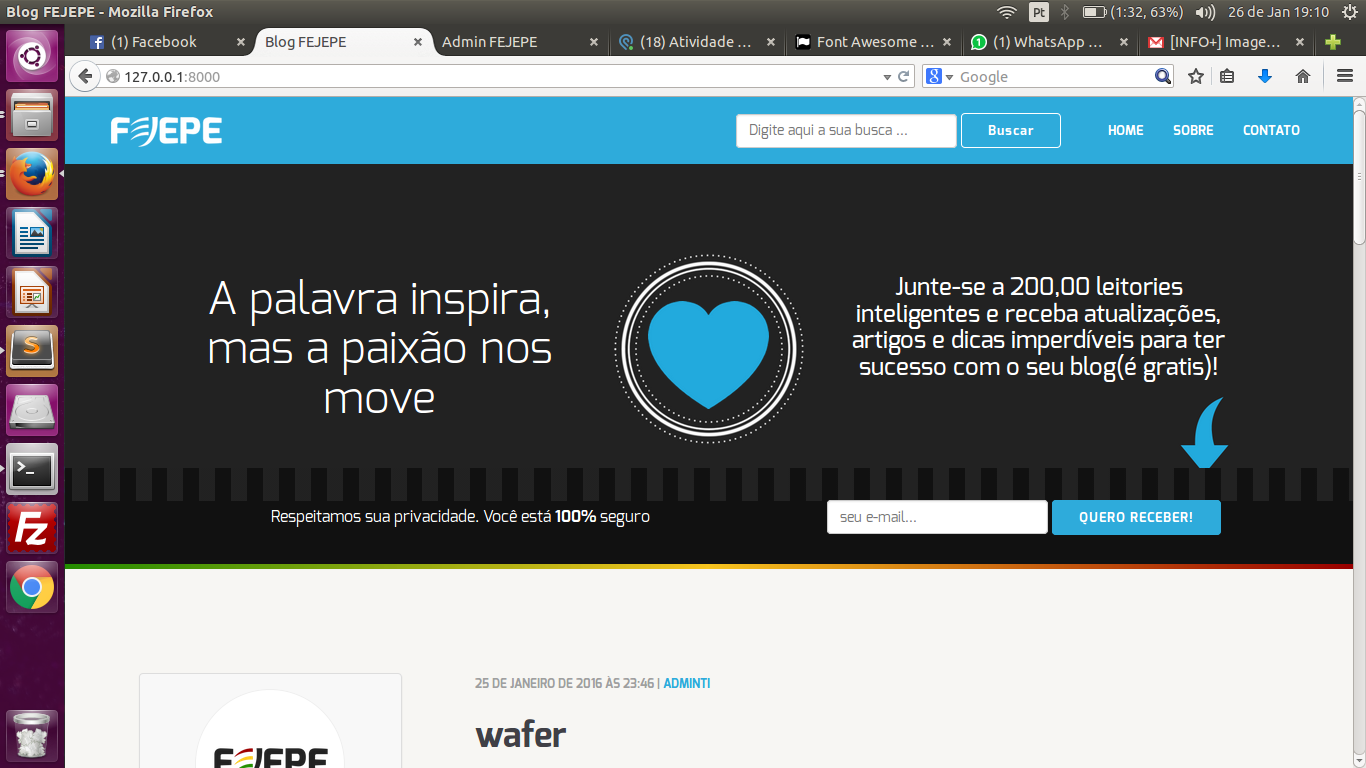 Blog FEJEPE - Mozilla Firefox
Pt
(1:32, 63%)
26 de Jan 19:10
(1) Facebook
Blog FEJEPE
Admin FEJEPE
(18) Atividade ...
Font Awesome ...
(1) WhatsApp ...
[INFO+] Image...
127.0.0.1:8000
Google
FEJEPE
Digite aqui a sua busca ...
Buscar
HOME
SOBRE
CONTATO
A palavra inspira,
mas a paixão nos
move
Junte-se a 200,00 leitories
inteligentes e receba atualizações,
artigos e dicas imperdíveis para ter
sucesso com o seu blog(é gratis)!
Respeitamos sua privacidade. Você está 100% seguro
seu e-mail...
QUERO RECEBER!
25 DE JANEIRO DE 2016 ÀS 23:46 | ADMINTI
wafer
FEJEPE